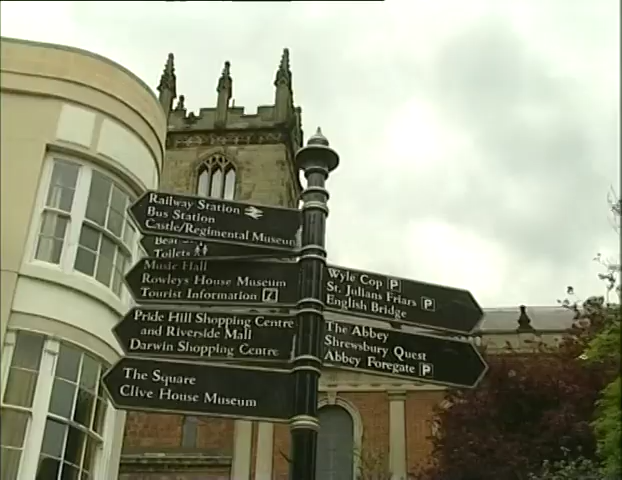 Railway Station
Bus Station
Castle/Regimental Museum
Toilets
Music Hall
Rowleys House Museum
Tourist Information i
Pride Hill Shopping Centre
and Riverside Mall
Darwin Shopping Centre
The Square
Clive House Museum
Wyle Cop P
St. Julians Friars P
English Bridge
The Abbey
Shrewsbury Quest
Abbey Foregate P